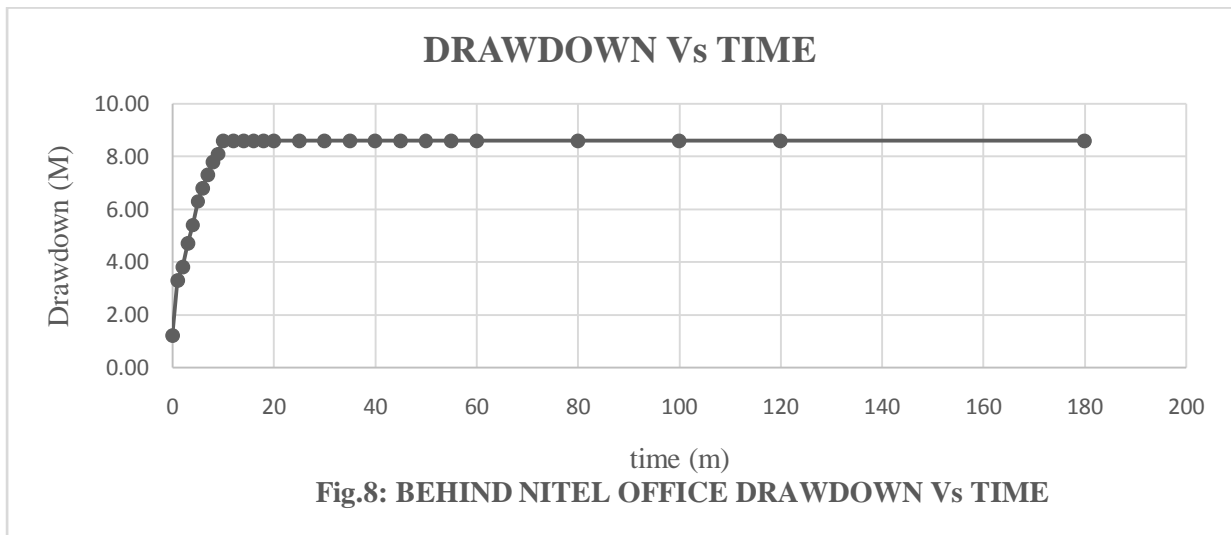 DRAWDOWN Vs TIME
10.00
8.00
6.00
4.00
2.00
0.00
Drawdown (M)
0 20 40 60 80 100 120 140 160 180 200
time (m)
Fig.8: BEHIND NITEL OFFICE DRAWDOWN Vs TIME